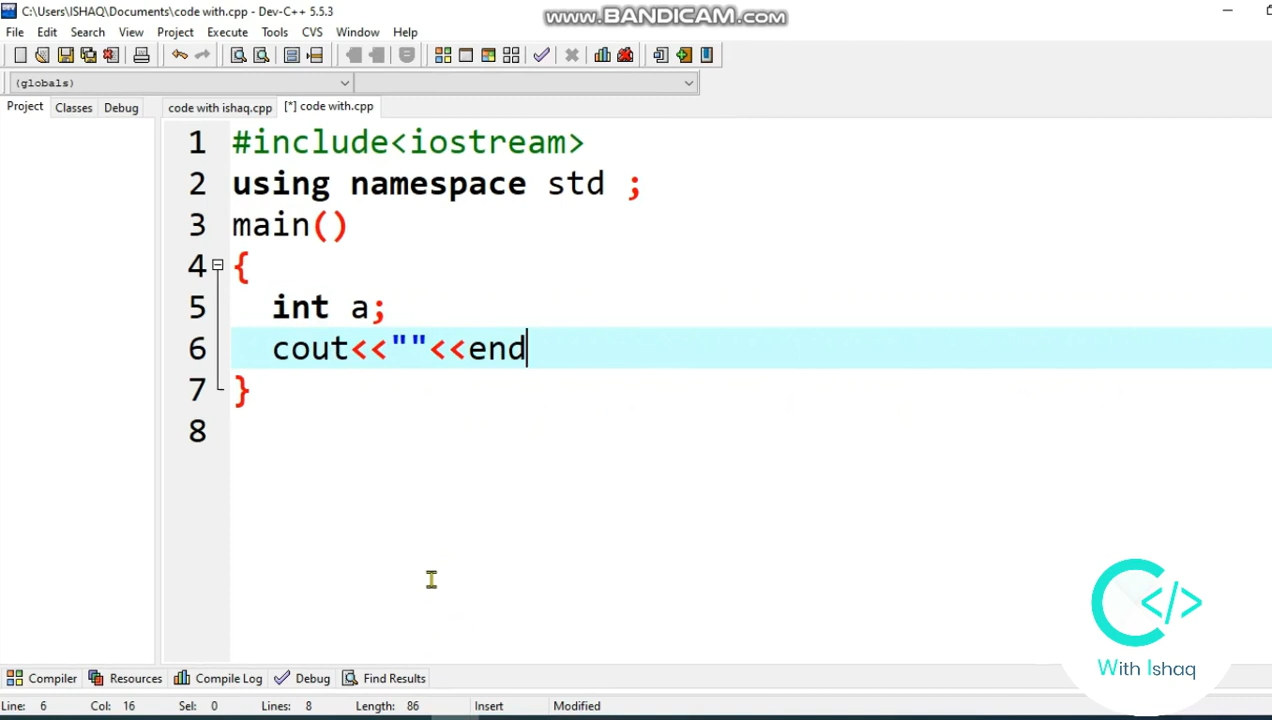 C:\Users\ISHAQ\Documents\code with.cpp - Dev-C++ 5.5.3
www.BANDICAM.com
File Edit Search View Project Execute Tools CVS Window Help
(globals)
Project Classes Debug code with ishaq.cpp [*] code with.cpp
1 #include<iostream>
2 using namespace std ;
3 main()
4 {
5 int a;
6 cout<<""<<end
7 }
8
With Ishaq
Compiler Resources Compile Log Debug Find Results
Line: 6 Col: 16 Sel: 0 Lines: 8 Length: 86 Insert Modified